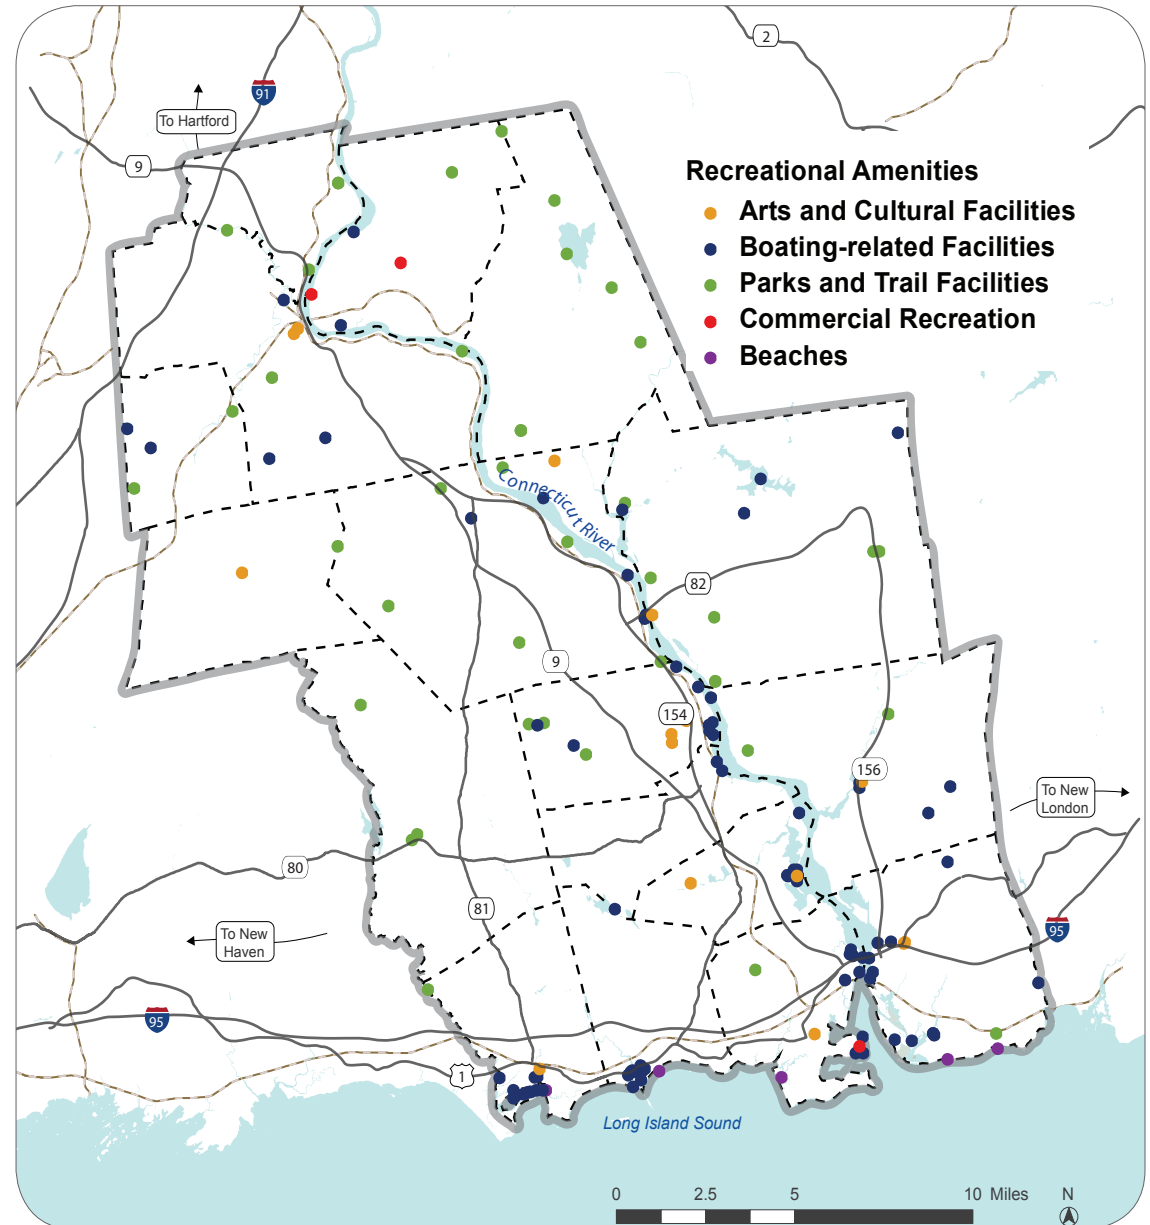 2
91
To Hartford
9
Recreational Amenities
Arts and Cultural Facilities
Boating-related Facilities
Parks and Trail Facilities
Commercial Recreation
Beaches
Connecticut River
82
9
154
156
To New
London
80
81
To New
Haven
95
95
1
Long Island Sound
0 2.5 5 10 Miles N